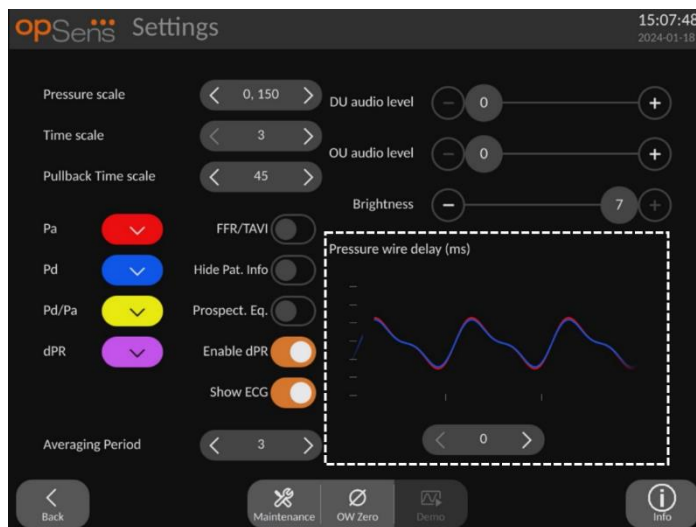 opSens Settings
15:07:48
2024-01-18
Pressure scale 0, 150
Time scale 3
Pullback Time scale 45
DU audio level 0
OU audio level 0
Brightness 7
Pa
Pd
Pd/Pa
dPR
FFR/TAVI
Hide Pat. Info
Prospect. Eq.
Enable dPR
Show ECG
Averaging Period 3
Pressure wire delay (ms)
0
Back
Maintenance
OW Zero
Demo
Info